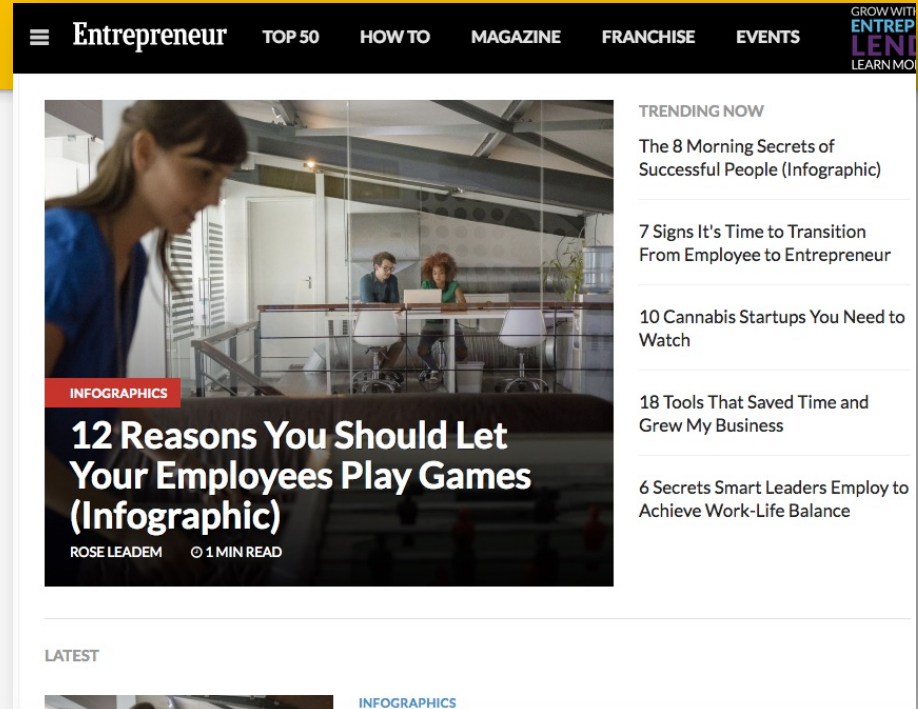 Entrepreneur
TOP 50
HOW TO
MAGAZINE
FRANCHISE
EVENTS
GROW WITH
LEARN
INFOGRAPHICS
12 Reasons You Should Let
Your Employees Play Games
(Infographic)
ROSE LEADEM
1 MIN READ
TRENDING NOW
The 8 Morning Secrets of
Successful People (Infographic)
7 Signs It's Time to Transition
From Employee to Entrepreneur
10 Cannabis Startups You Need to
Watch
18 Tools That Saved Time and
Grew My Business
6 Secrets Smart Leaders Employ to
Achieve Work-Life Balance
LATEST
INFOGRAPHICS